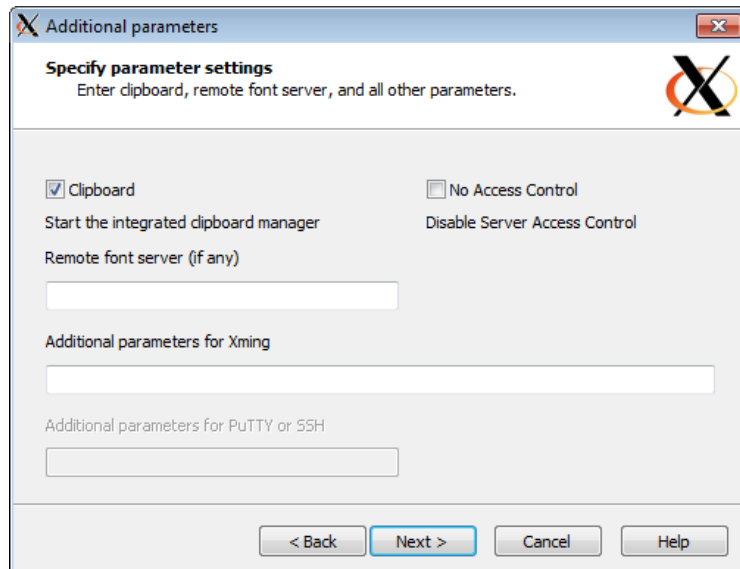 Additional parameters
Specify parameter settings
Enter clipboard, remote font server, and all other parameters.
Clipboard
No Access Control
Start the integrated clipboard manager
Disable Server Access Control
Remote font server (if any)
Additional parameters for Xming
Additional parameters for PuTTY or SSH
< Back
Next >
Cancel
Help